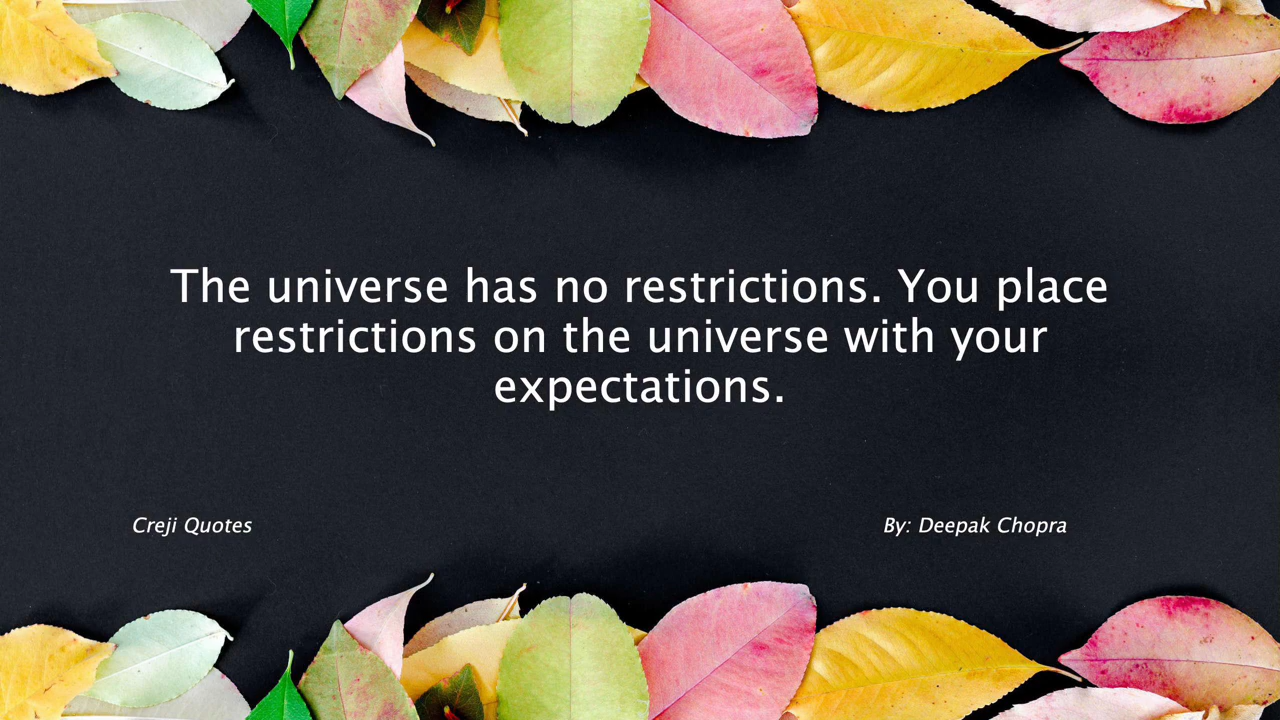 The universe has no restrictions. You place
restrictions on the universe with your
expectations.
Creji Quotes
By: Deepak Chopra